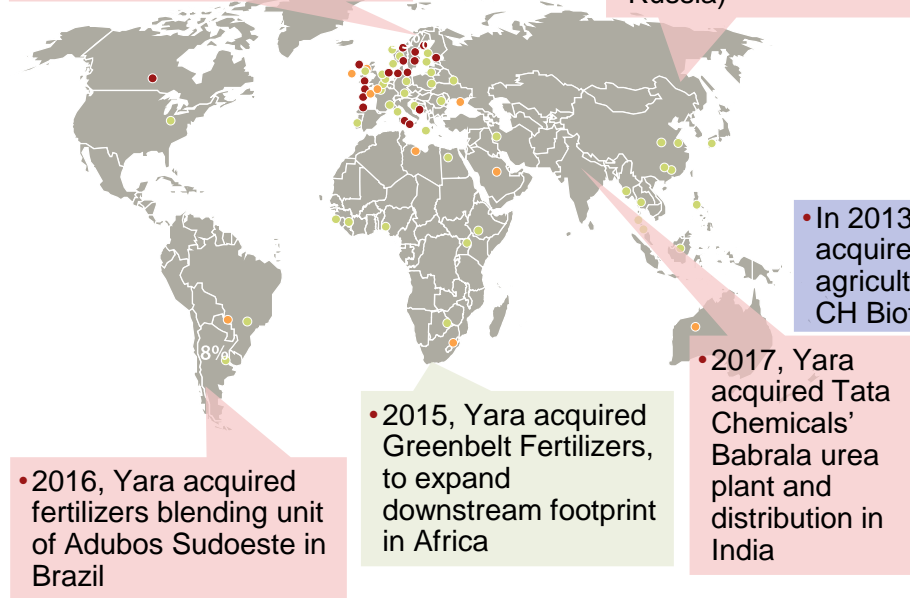 Russia)
• In 2013
acquire
agricult
CH Biot
8%
• 2015, Yara acquired
Greenbelt Fertilizers,
to expand
downstream footprint
in Africa
• 2017, Yara
acquired Tata
Chemicals’
Babrala urea
plant and
distribution in
India
• 2016, Yara acquired
fertilizers blending unit
of Adubos Sudoeste in
Brazil